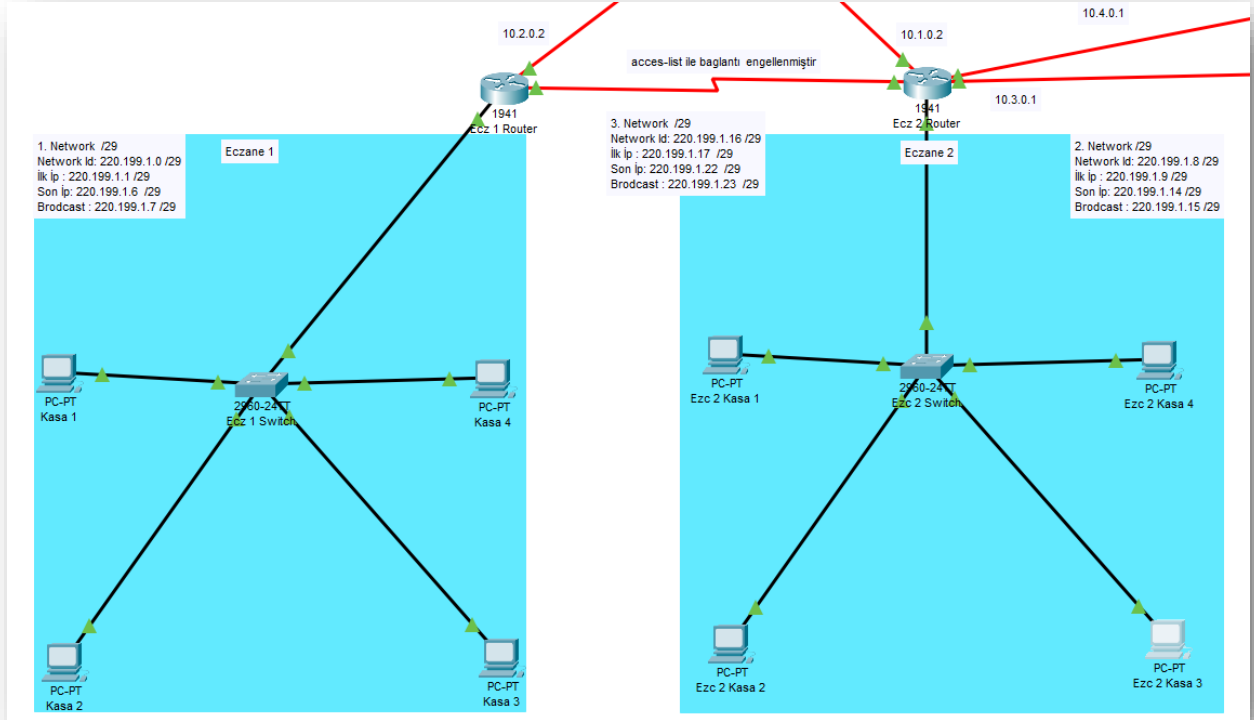 10.2.0.2
acces-list ile baglantı engellenmiştir
10.1.0.2
10.4.0.1
10.3.0.1
1941
Ecz 1 Router
1941
Ecz 2 Router
1. Network /29
Network Id: 220.199.1.0 /29
İlk ip : 220.199.1.1 /29
Son İp: 220.199.1.6 /29
Brodcast : 220.199.1.7 /29
Eczane 1
3. Network /29
Network Id: 220.199.1.16 /29
İlk İp : 220.199.1.17 /29
Son İp: 220.199.1.22 /29
Brodcast : 220.199.1.23 /29
Eczane 2
2. Network /29
Network Id: 220.199.1.8 /29
İlk ip : 220.199.1.9 /29
Son İp: 220.199.1.14 /29
Brodcast : 220.199.1.15 /29
PC-PT
Kasa 1
2960-24TT
Ecz 1 Switch
PC-PT
Kasa 4
PC-PT
Kasa 2
PC-PT
Kasa 3
PC-PT
Ezc 2 Kasa 1
2960-24TT
Ezc 2 Switch
PC-PT
Ezc 2 Kasa 4
PC-PT
Ezc 2 Kasa 2
PC-PT
Ezc 2 Kasa 3